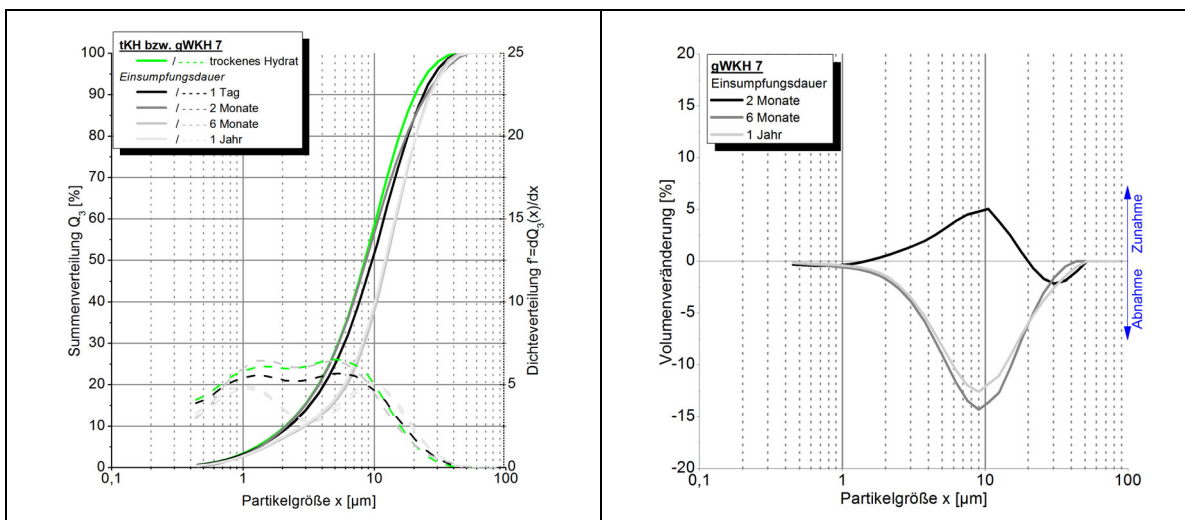 tKH bzw. gWKH 7
/ trockenes Hydrat
Einsumpfungsdauer
/ 1 Tag
/ 2 Monate
/ 6 Monate
/ 1 Jahr
Summenverteilung Q3 [%]
100
90
80
70
60
50
40
30
20
10
0
25
20
15
10
5
0
Dichteverteilung f'=dQ3(x)/dx
0,1
1
10
100
Partikelgröße x [µm]
gWKH 7
Einsumpfungsdauer
2 Monate
6 Monate
1 Jahr
Volumenveränderung [%]
20
15
10
5
0
-5
-10
-15
-20
Zunahme
Abnahme
0,1
1
10
100
Partikelgröße x [µm]